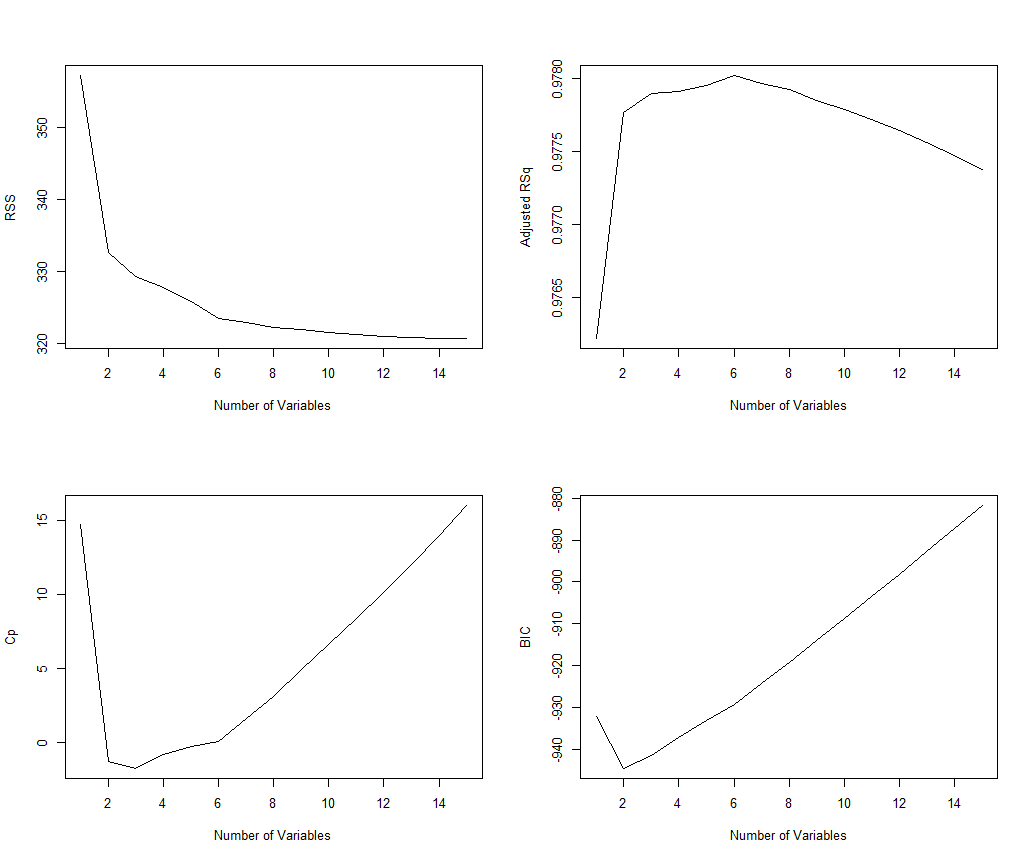 RSS
350
340
330
320
2 4 6 8 10 12 14
Number of Variables
Adjusted RSq
0.9780
0.9775
0.9770
0.9765
2 4 6 8 10 12 14
Number of Variables
Cp
15
10
5
0
2 4 6 8 10 12 14
Number of Variables
BIC
-880
-890
-900
-910
-920
-930
-940
2 4 6 8 10 12 14
Number of Variables